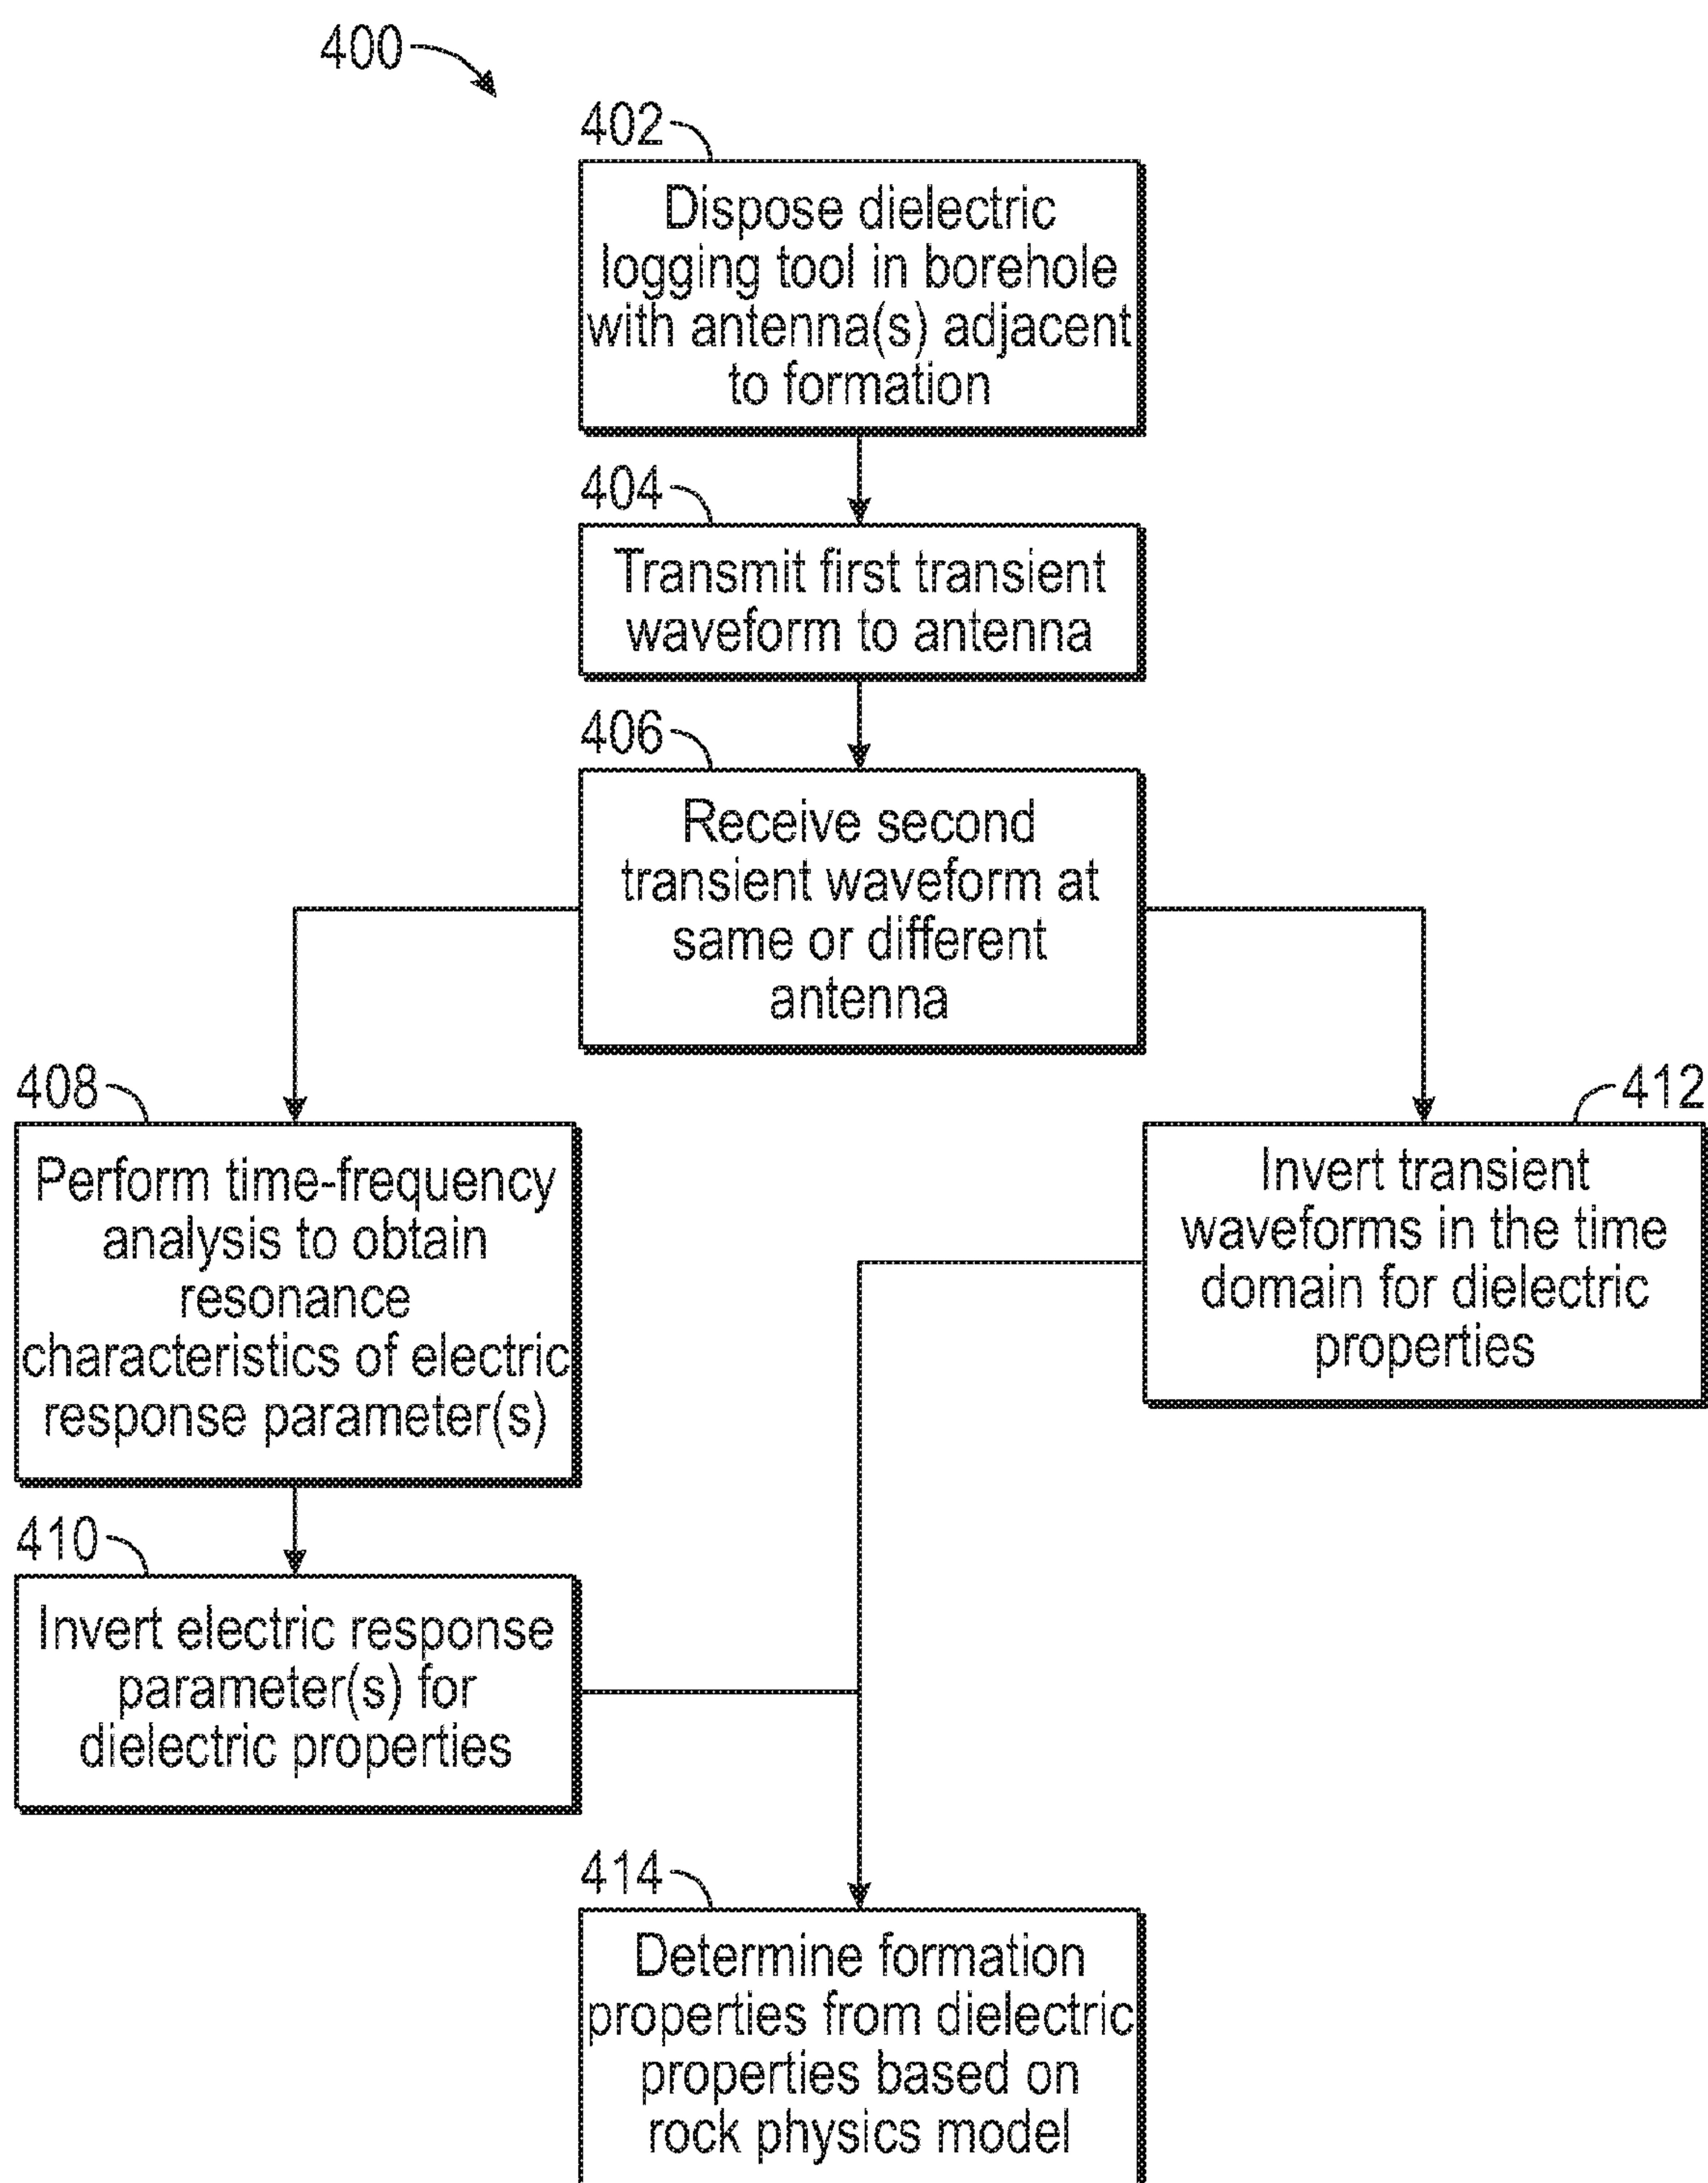 400
402
Dispose dielectric
logging tool in borehole
with antenna(s) adjacent
to formation
404
Transmit first transient
waveform to antenna
406
Receive second
transient waveform at
same or different
antenna
408
Perform time-frequency
analysis to obtain
resonance
characteristics of electric
response parameter(s)
412
Invert transient
waveforms in the time
domain for dielectric
properties
410
Invert electric response
parameter(s) for
dielectric properties
414
Determine formation
properties from dielectric
properties based on
rock physics model